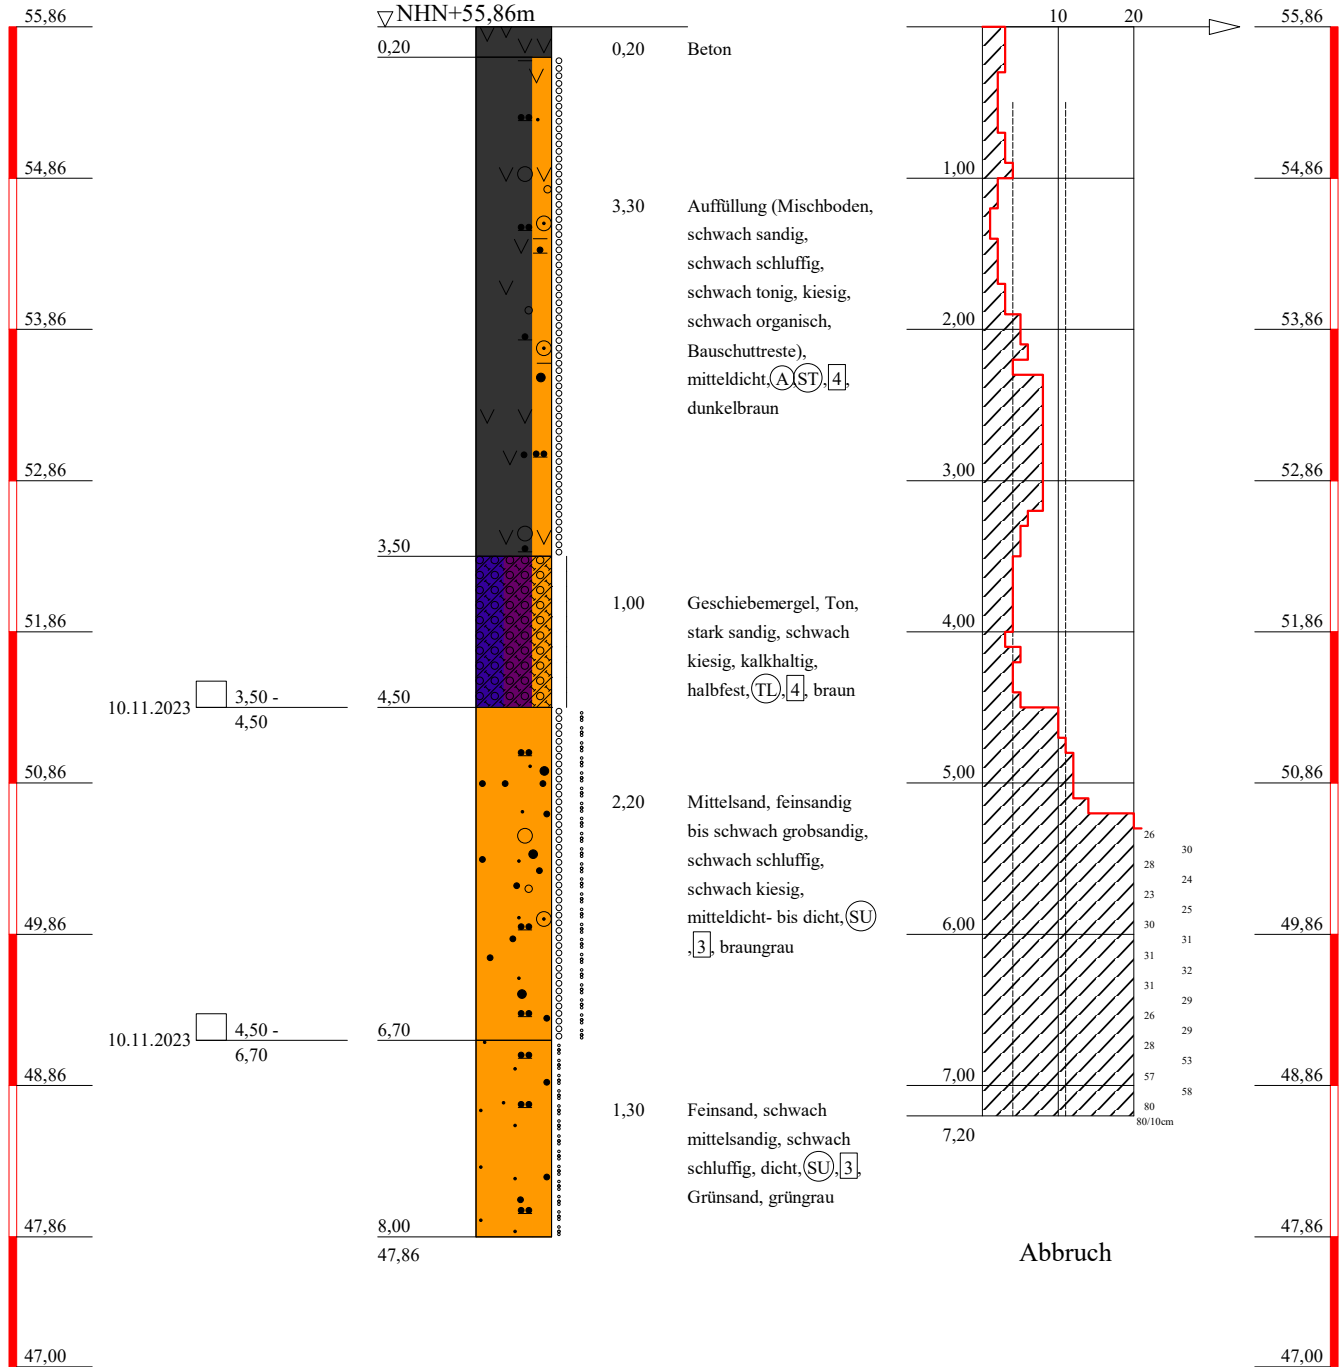 NHN+55,86m
55,86
54,86
53,86
52,86
51,86
50,86
49,86
48,86
47,86
47,00
10.11.2023
3,50 -
4,50
10.11.2023
4,50 -
6,70
0,20
3,50
4,50
6,70
8,00
47,86
0,20 Beton
3,30 Auffüllung (Mischboden,
schwach sandig,
schwach schluffig,
schwach tonig, kiesig,
schwach organisch,
Bauschuttreste),
mitteldicht, A, ST, 4,
dunkelbraun
1,00 Geschiebemergel, Ton,
stark sandig, schwach
kiesig, kalkhaltig,
halbfest, TL, 4, braun
2,20 Mittelsand, feinsandig
bis schwach grobsandig,
schwach schluffig,
schwach kiesig,
mitteldicht- bis dicht, SU
, 3, braungrau
1,30 Feinsand, schwach
mittelsandig, schwach
schluffig, dicht, SU, 3,
Grünsand, grüngrau
10 20
1,00
2,00
3,00
4,00
5,00
6,00
7,00
7,20
26
30
28
24
23
25
30
31
31
32
31
29
26
29
28
53
57
58
80
80/10cm
Abbruch
55,86
54,86
53,86
52,86
51,86
50,86
49,86
48,86
47,86
47,00